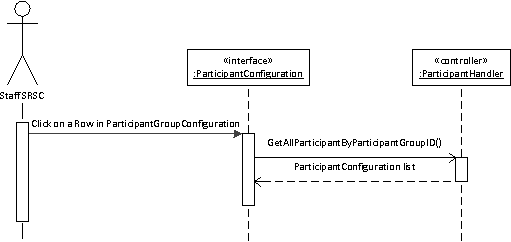 «interface»
:ParticipantConfiguration
«controller»
:ParticipantHandler
StaffSRSC
Click on a Row in ParticipantGroupConfiguration
GetAllParticipantByParticipantGroupID()
ParticipantConfiguration list